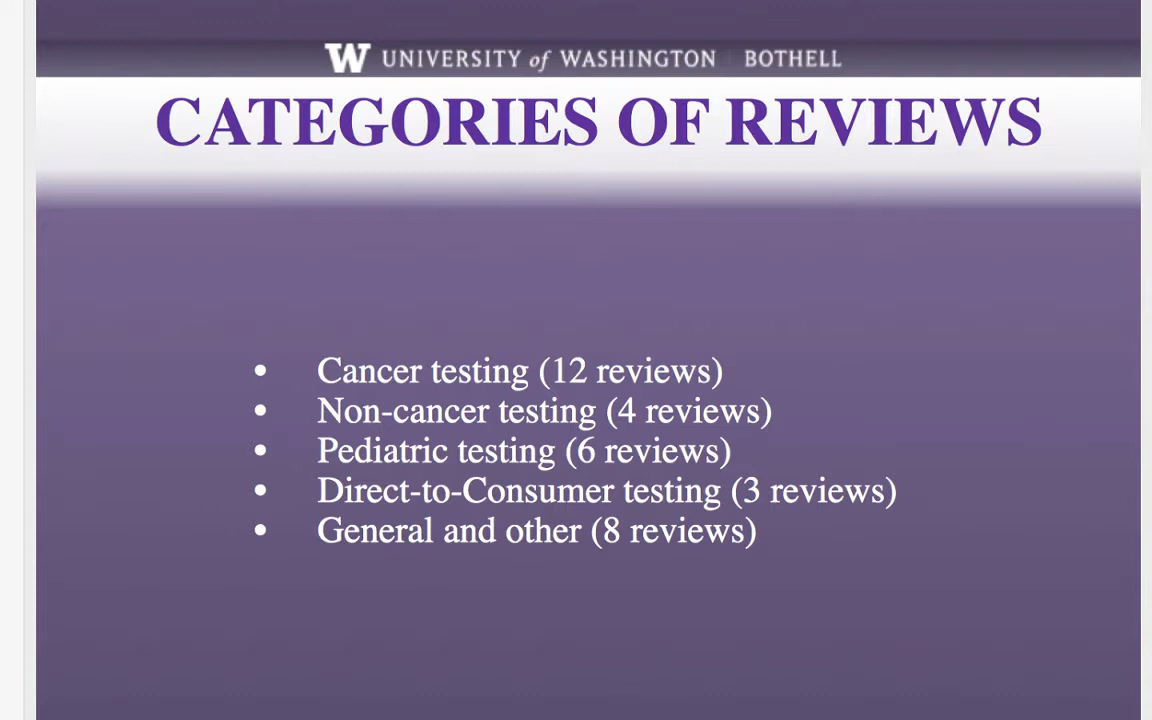 W UNIVERSITY of WASHINGTON | BOTHELL
CATEGORIES OF REVIEWS
• Cancer testing (12 reviews)
• Non-cancer testing (4 reviews)
• Pediatric testing (6 reviews)
• Direct-to-Consumer testing (3 reviews)
• General and other (8 reviews)